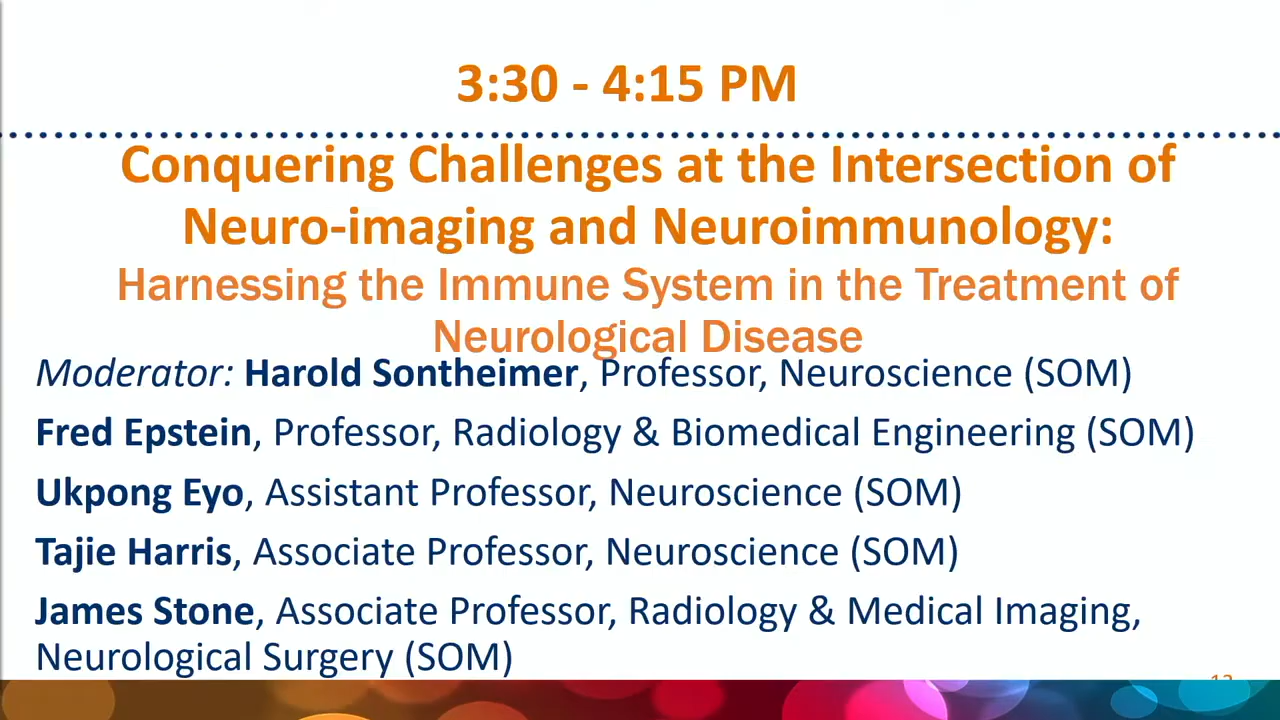 3:30 - 4:15 PM
Conquering Challenges at the Intersection of
Neuro-imaging and Neuroimmunology:
Harnessing the Immune System in the Treatment of
Neurological Disease
Moderator: Harold Sontheimer, Professor, Neuroscience (SOM)
Fred Epstein, Professor, Radiology & Biomedical Engineering (SOM)
Ukpong Eyo, Assistant Professor, Neuroscience (SOM)
Tajie Harris, Associate Professor, Neuroscience (SOM)
James Stone, Associate Professor, Radiology & Medical Imaging,
Neurological Surgery (SOM)